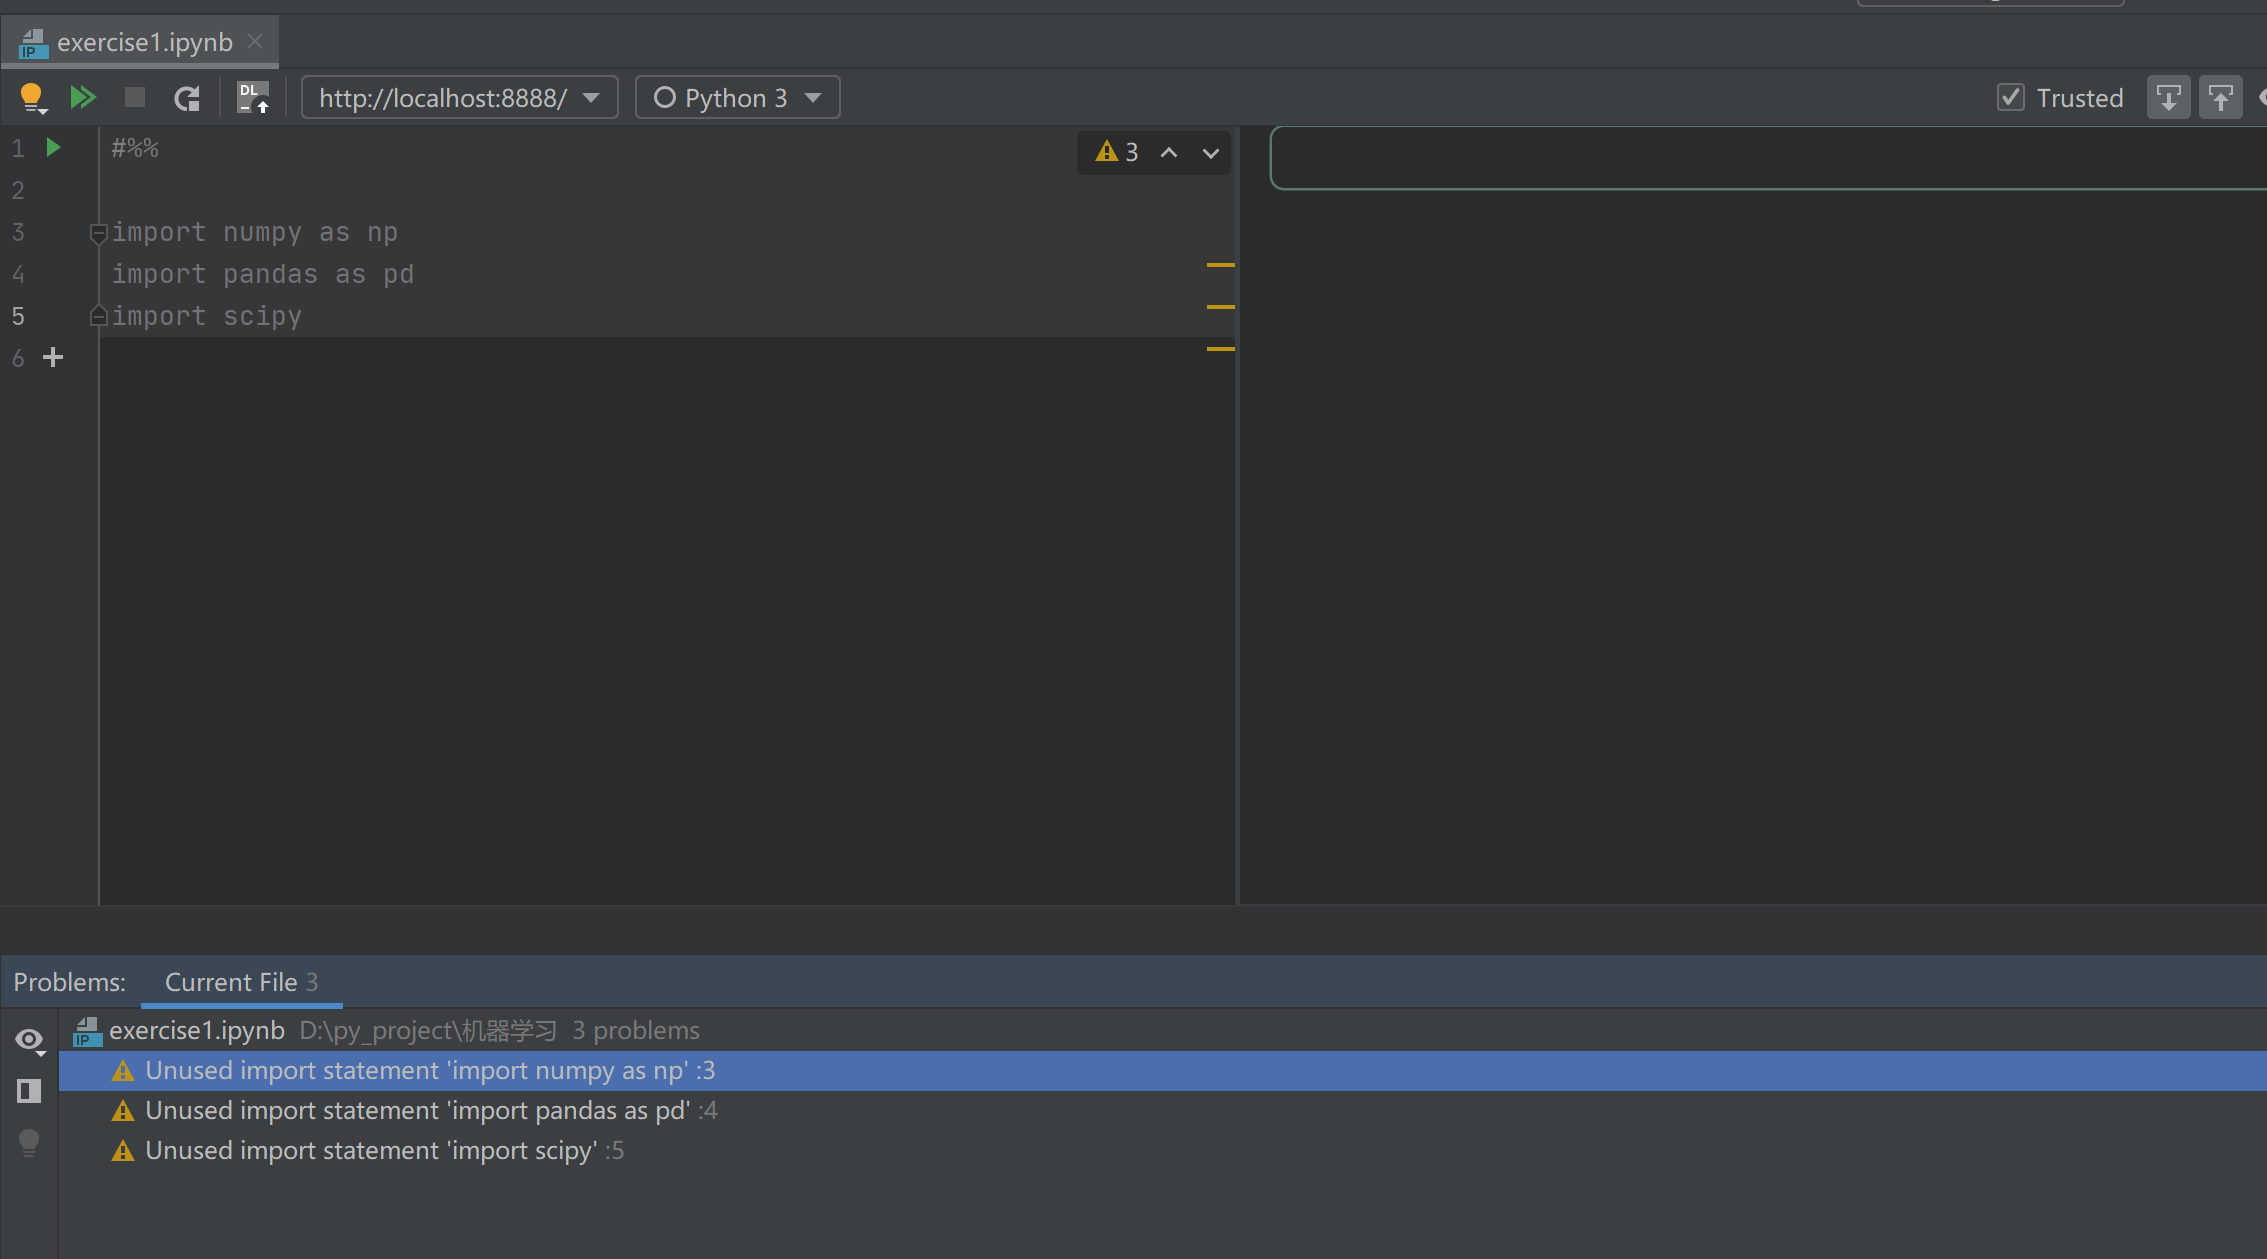 exercise1.ipynb
DL http://localhost:8888/ Python 3 Trusted
1 #%% 3
2
3 import numpy as np
4 import pandas as pd
5 import scipy
6
Problems: Current File 3
IP exercise1.ipynb D:\py_project\机器学习 3 problems
Unused import statement 'import numpy as np' :3
Unused import statement 'import pandas as pd' :4
Unused import statement 'import scipy' :5